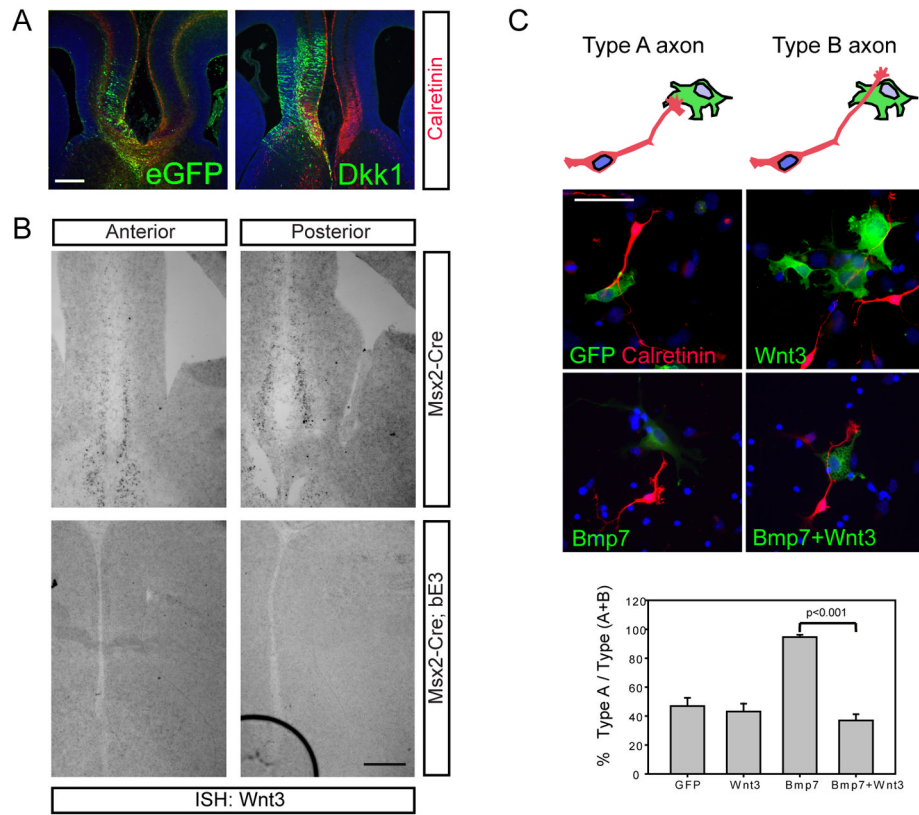 A
eGFP
Dkk1
Calretinin
B
Anterior
Posterior
Msx2-Cre
Msx2-Cre; bE3
ISH: Wnt3
C
Type A axon
Type B axon
GFP Calretinin
Wnt3
Bmp7
Bmp7+Wnt3
% Type A / Type (A+B)
120
100
80
60
40
20
0
p<0.001
GFP
Wnt3
Bmp7
Bmp7+Wnt3